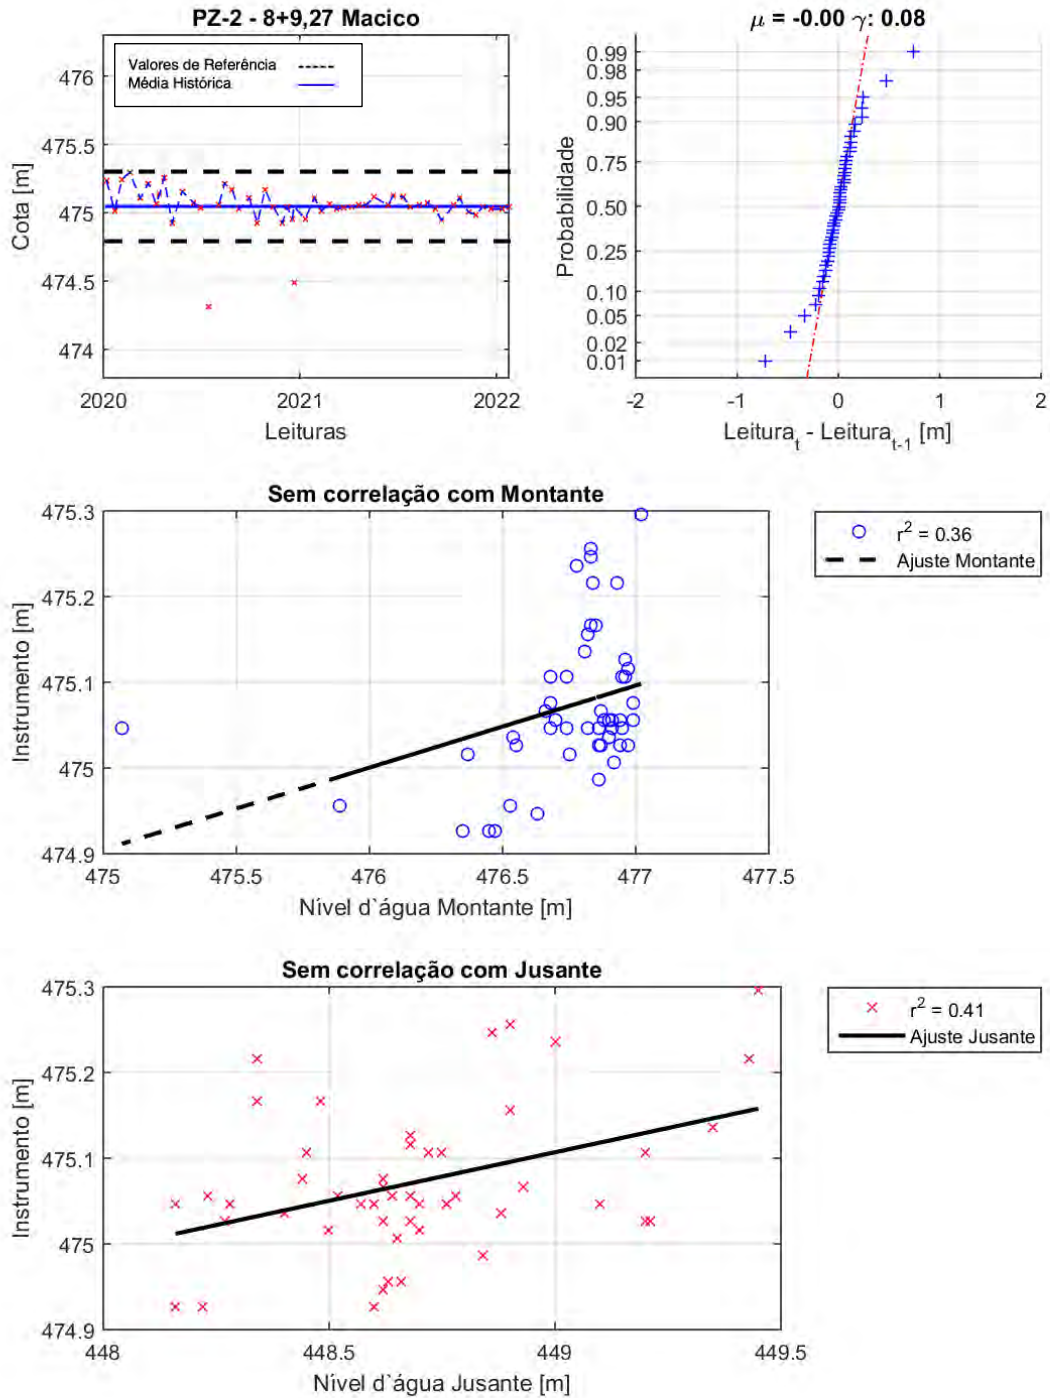 PZ-2 - 8+9,27 Macico
Valores de Referência
Média Histórica
476
475.5
475
474.5
474
2020
2021
2022
Cota [m]
Leituras
μ = -0.00 γ: 0.08
0.99
0.98
0.95
0.90
0.75
0.50
0.25
0.10
0.05
0.02
0.01
-2
-1
0
1
2
Probabilidade
Leitura_t - Leitura_t-1 [m]
Sem correlação com Montante
475.3
475.2
475.1
475
474.9
475
475.5
476
476.5
477
477.5
Instrumento [m]
Nível d`água Montante [m]
r² = 0.36
Ajuste Montante
Sem correlação com Jusante
475.3
475.2
475.1
475
474.9
448
448.5
449
449.5
Instrumento [m]
Nível d`água Jusante [m]
r² = 0.41
Ajuste Jusante